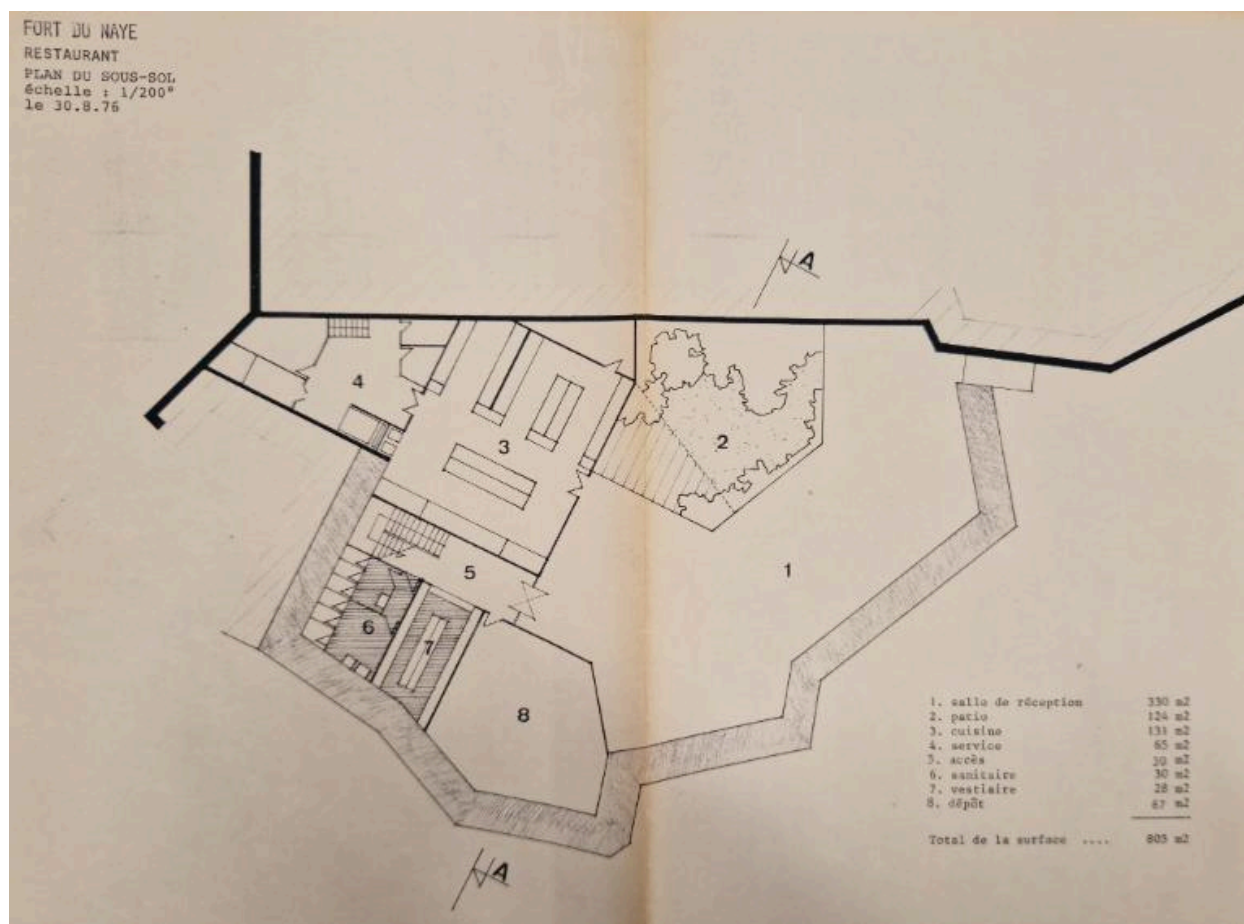 FORT DU NAYE
RESTAURANT
PLAN DU SOUS-SOL
échelle : 1/200°
le 30.8.76
A
4
3
2
5
1
6
7
8
1. salle de réception 330 m2
2. patio 124 m2
3. cuisine 131 m2
4. service 65 m2
5. accès 30 m2
6. sanitaire 30 m2
7. vestiaire 28 m2
8. dépôt 67 m2
Total de la surface .... 805 m2
A